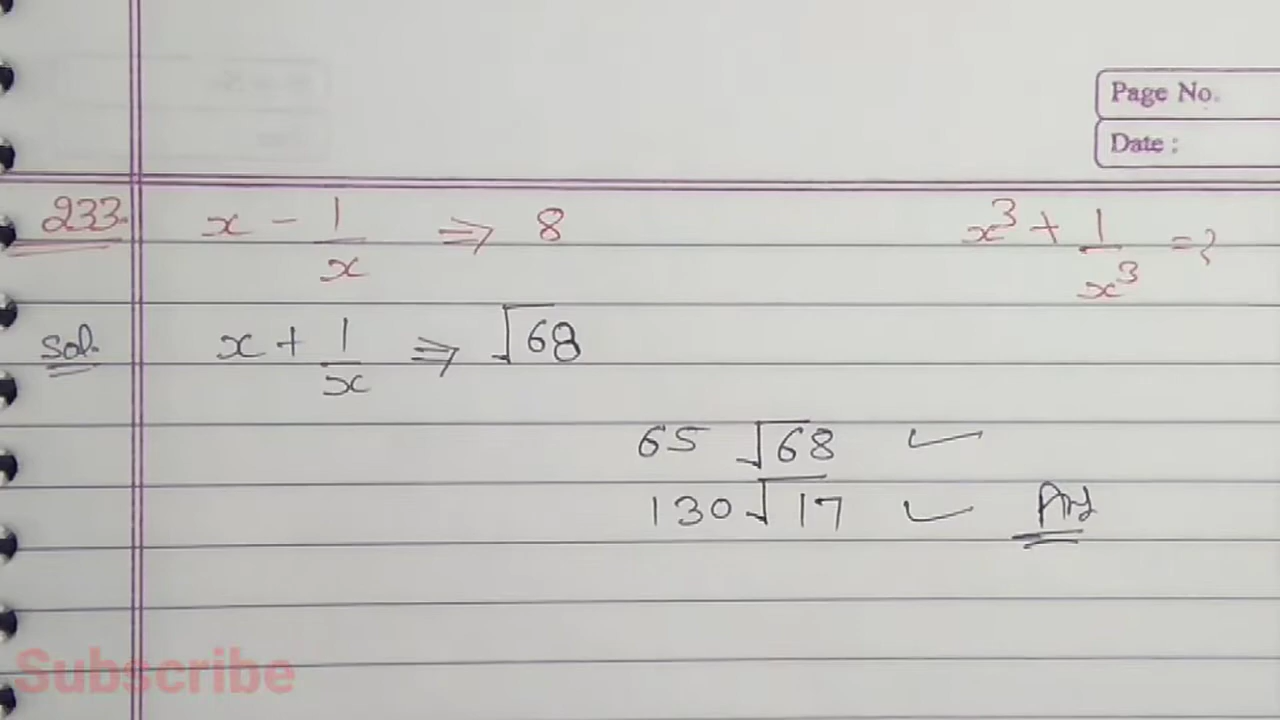 Page No.
Date :
233. x - 1/x ⇒ 8 x³ + 1/x³ = ?
Sol. x + 1/x ⇒ √68
65 √68 ✓
130√17 ✓ Ans
Subscribe